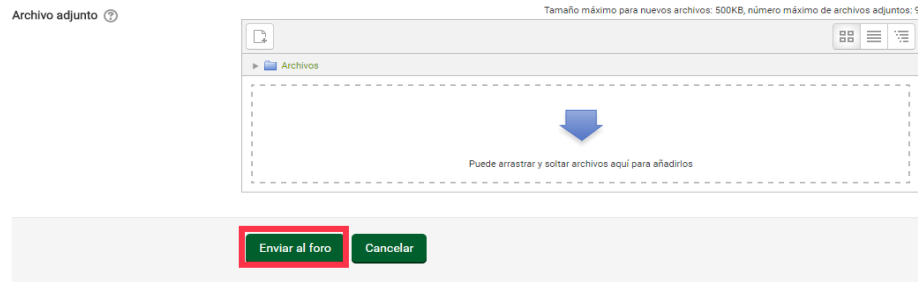 Tamaño máximo para nuevos archivos: 500KB, número máximo de archivos adjuntos: 9
Archivo adjunto
Archivos
Puede arrastrar y soltar archivos aquí para añadirlos
Enviar al foro Cancelar